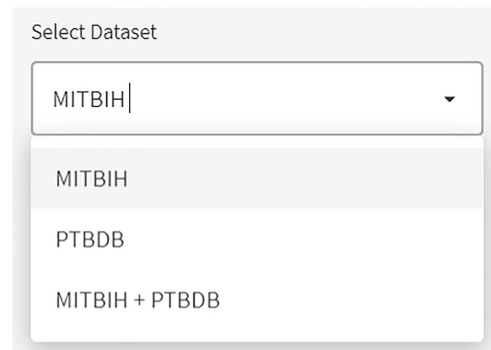 Select Dataset
MITBIH
MITBIH
PTBDB
MITBIH + PTBDB